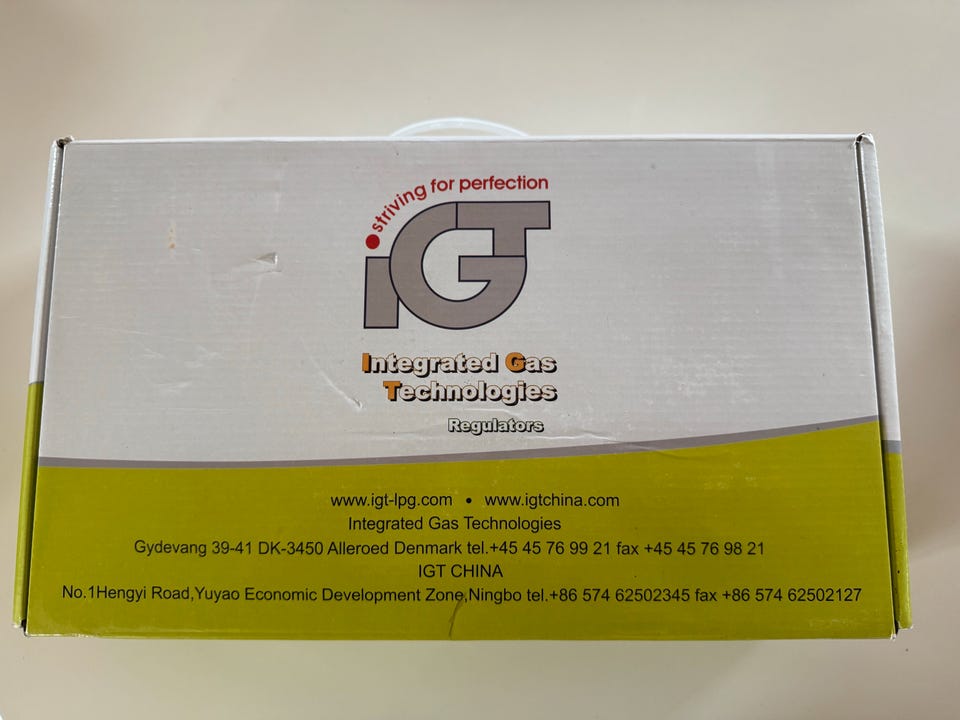 striving for perfection
iGT
Integrated Gas
Technologies
Regulators
www.igt-lpg.com • www.igtchina.com
Integrated Gas Technologies
Gydevang 39-41 DK-3450 Alleroed Denmark tel.+45 45 76 99 21 fax +45 45 76 98 21
IGT CHINA
No.1Hengyi Road,Yuyao Economic Development Zone,Ningbo tel.+86 574 62502345 fax +86 574 62502127